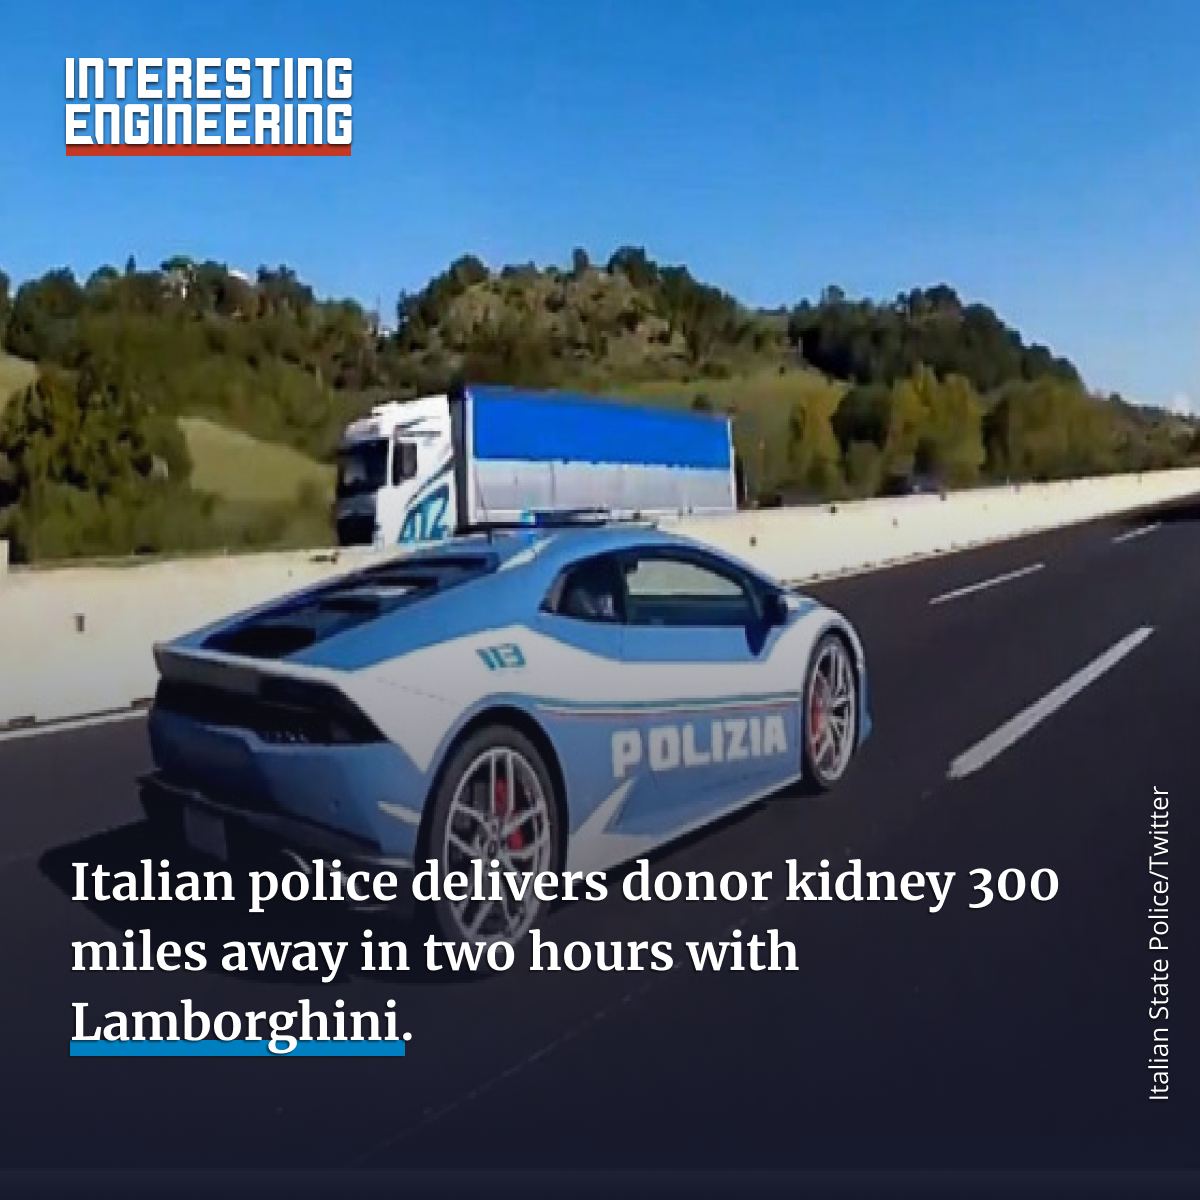 INTERESTING
ENGINEERING
113
POLIZIA
Italian police delivers donor kidney 300
miles away in two hours with
Lamborghini.
Italian State Police/Twitter